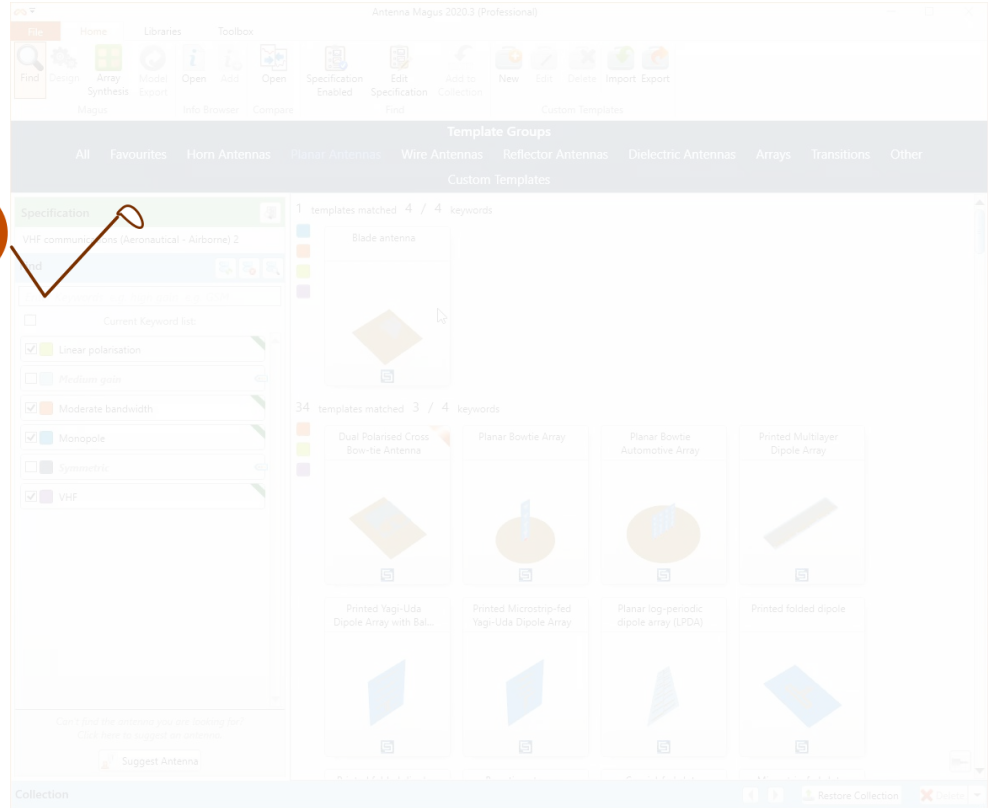 Antenna Magus 2020.3 (Professional)
File Home Libraries Toolbox
Find Design Array Synthesis Model Export Open Add Open Specification Enabled Edit Specification Add to Collection New Edit Delete Import Export
Magus Info Browser Compare Find Custom Templates
Template Groups
All Favourites Horn Antennas Planar Antennas Wire Antennas Reflector Antennas Dielectric Antennas Arrays Transitions Other
Custom Templates
Specification
VHF communications (Aeronautical - Airborne) 2
Find
Current Keyword list
Linear polarisation
Medium gain
Moderate bandwidth
Monopole
Symmetric
VHF
Suggest Antenna
1 templates matched 4 / 4 keywords
Blade antenna
34 templates matched 3 / 4 keywords
Dual Polarised Cross Bow-tie Antenna
Planar Bowtie Array
Planar Bowtie Automotive Array
Printed Multilayer Dipole Array
Printed Yagi-Uda Dipole Array with Bal...
Printed Microstrip-fed Yagi-Uda Dipole Array
Planar log-periodic dipole array (LPDA)
Printed folded dipole
Collection
Restore Collection Delete